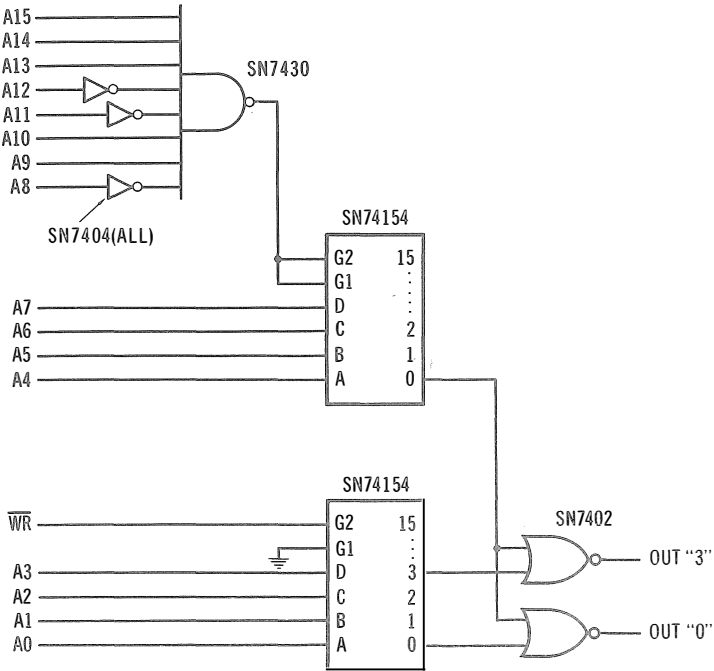 A15
A14
A13
A12
A11
A10
A9
A8
SN7430
SN7404(ALL)
SN74154
G2 15
G1
D
C 2
B 1
A 0
A7
A6
A5
A4
SN74154
WR
G2 15
G1
D 3
C 2
B 1
A 0
A3
A2
A1
A0
SN7402
OUT “3”
OUT “0”